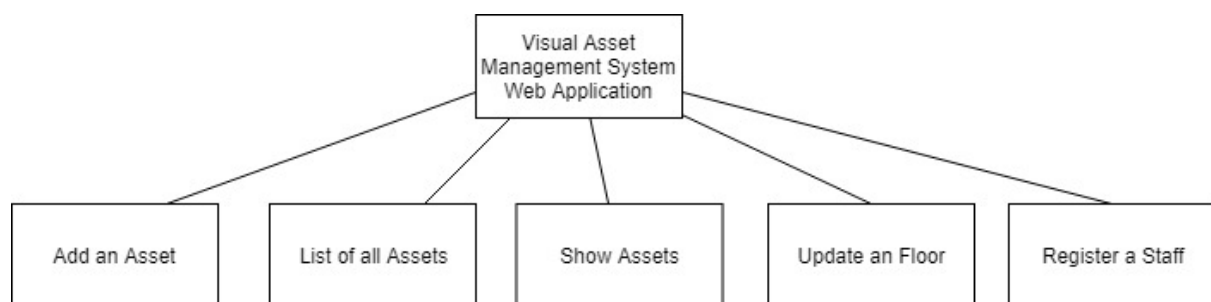 Visual Asset
Management System
Web Application
Add an Asset
List of all Assets
Show Assets
Update an Floor
Register a Staff